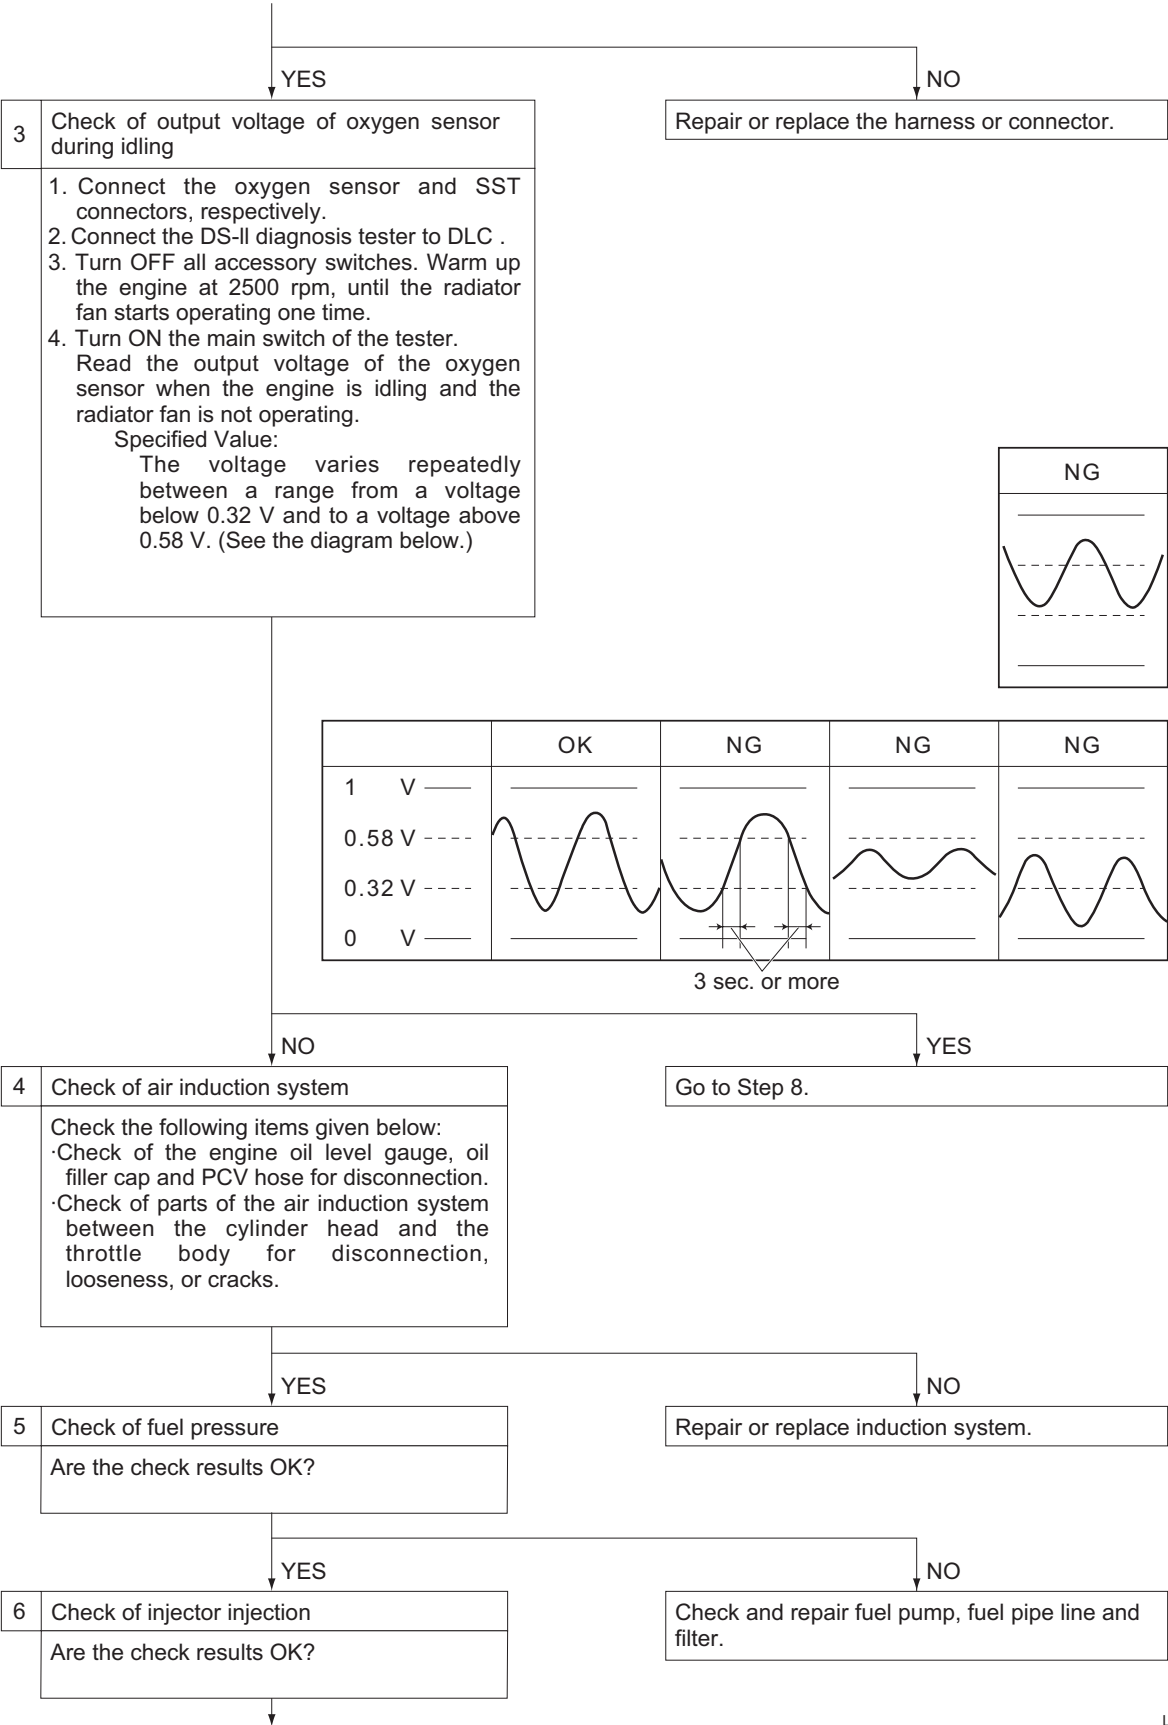 YES
NO
3
Check of output voltage of oxygen sensor
during idling
Repair or replace the harness or connector.
1. Connect the oxygen sensor and SST
connectors, respectively.
2. Connect the DS-II diagnosis tester to DLC .
3. Turn OFF all accessory switches. Warm up
the engine at 2500 rpm, until the radiator
fan starts operating one time.
4. Turn ON the main switch of the tester.
Read the output voltage of the oxygen
sensor when the engine is idling and the
radiator fan is not operating.
Specified Value:
The voltage varies repeatedly
between a range from a voltage
below 0.32 V and to a voltage above
0.58 V. (See the diagram below.)
NG
OK NG NG NG
1 V
0.58 V
0.32 V
0 V
3 sec. or more
NO
YES
4
Check of air induction system
Go to Step 8.
Check the following items given below:
·Check of the engine oil level gauge, oil
filler cap and PCV hose for disconnection.
·Check of parts of the air induction system
between the cylinder head and the
throttle body for disconnection,
looseness, or cracks.
YES
NO
5
Check of fuel pressure
Repair or replace induction system.
Are the check results OK?
YES
NO
6
Check of injector injection
Check and repair fuel pump, fuel pipe line and
filter.
Are the check results OK?